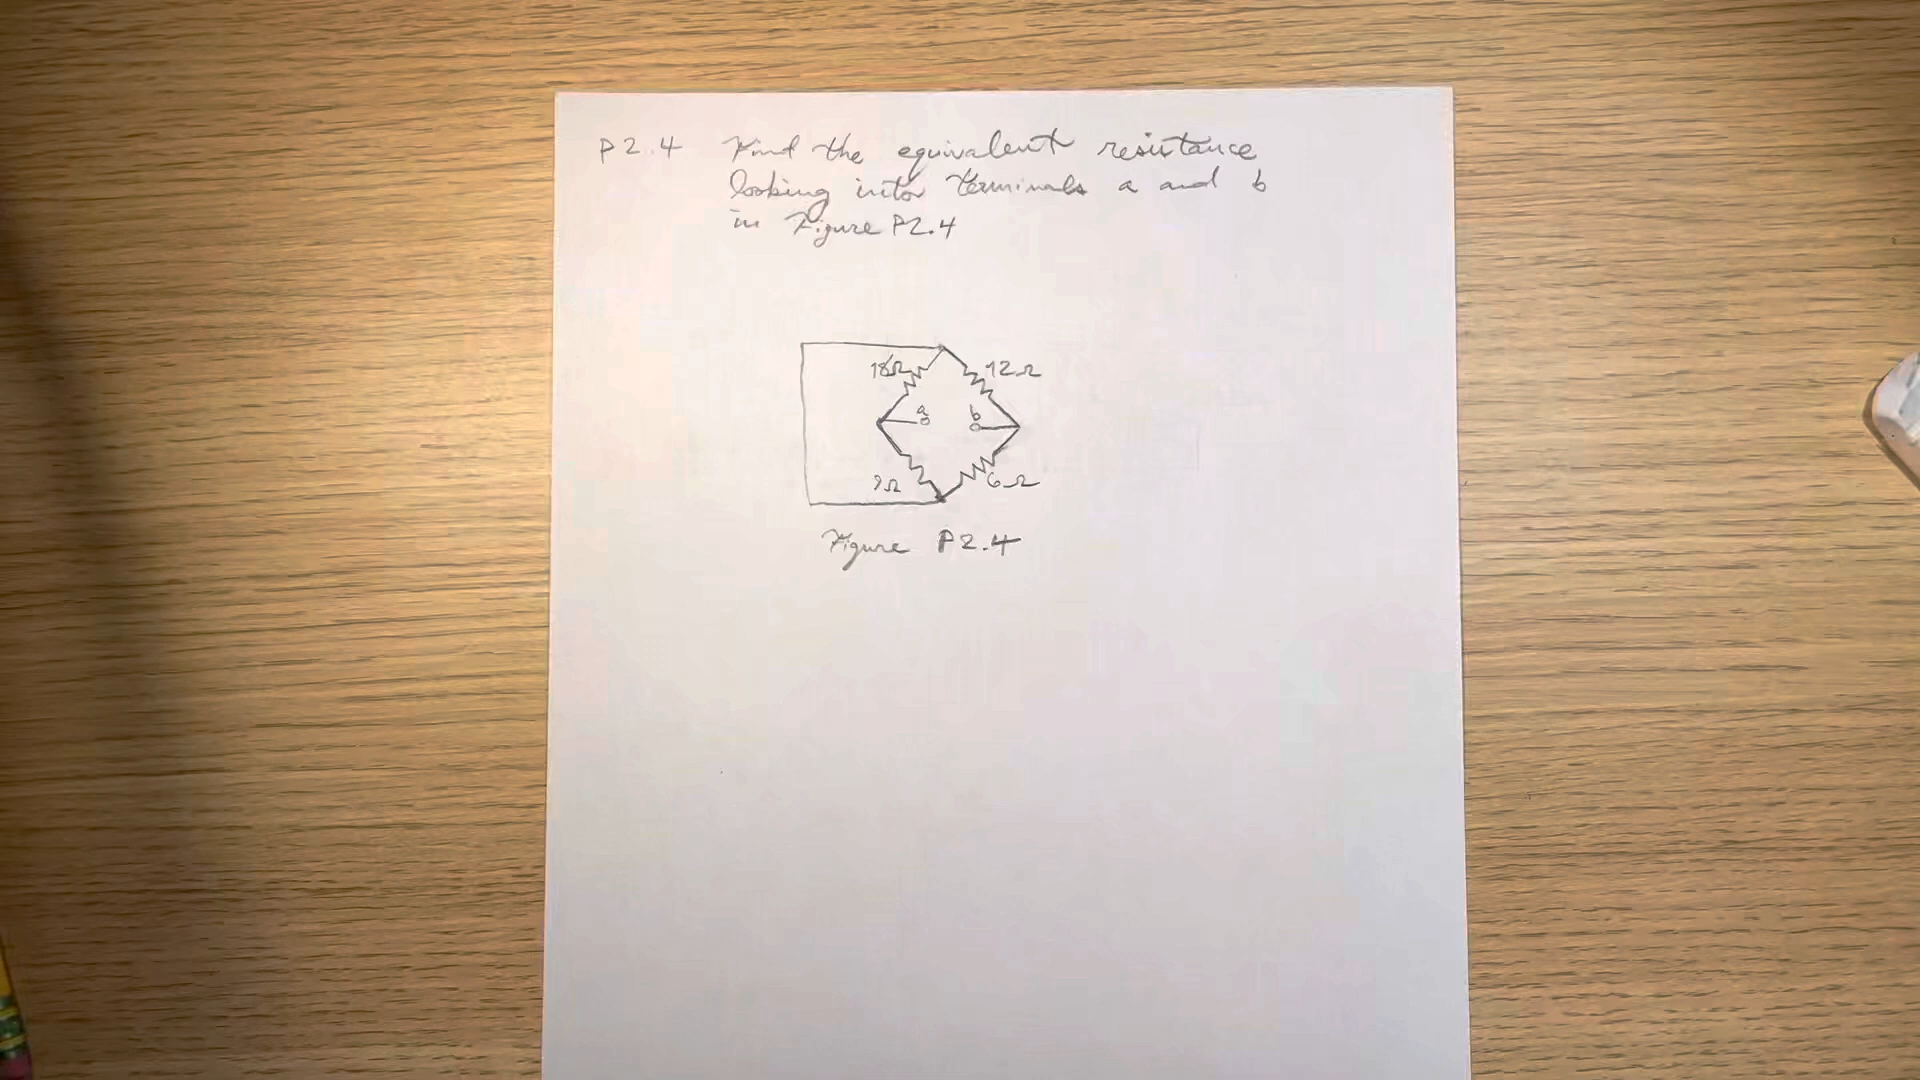 P2.4 Find the equivalent resistance
looking into terminals a and b
in Figure P2.4
18Ω 12Ω
a b
9Ω 6Ω
Figure P2.4